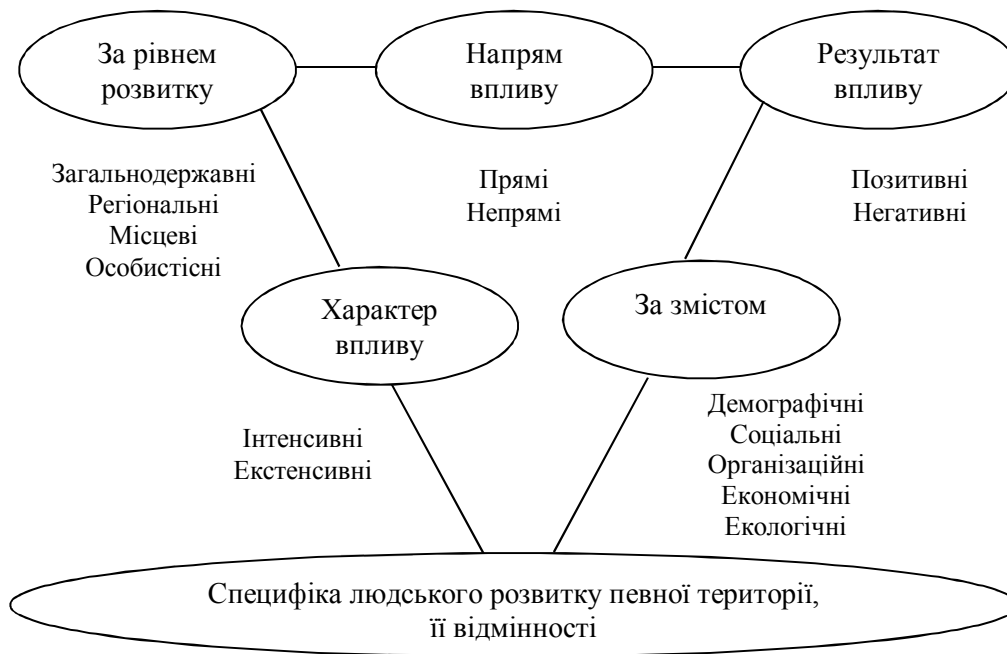 За рівнем
розвитку
Напрям
впливу
Результат
впливу
Загальнодержавні
Регіональні
Місцеві
Особистісні
Прямі
Непрямі
Позитивні
Негативні
Характер
впливу
За змістом
Інтенсивні
Екстенсивні
Демографічні
Соціальні
Організаційні
Економічні
Екологічні
Специфіка людського розвитку певної території,
її відмінності